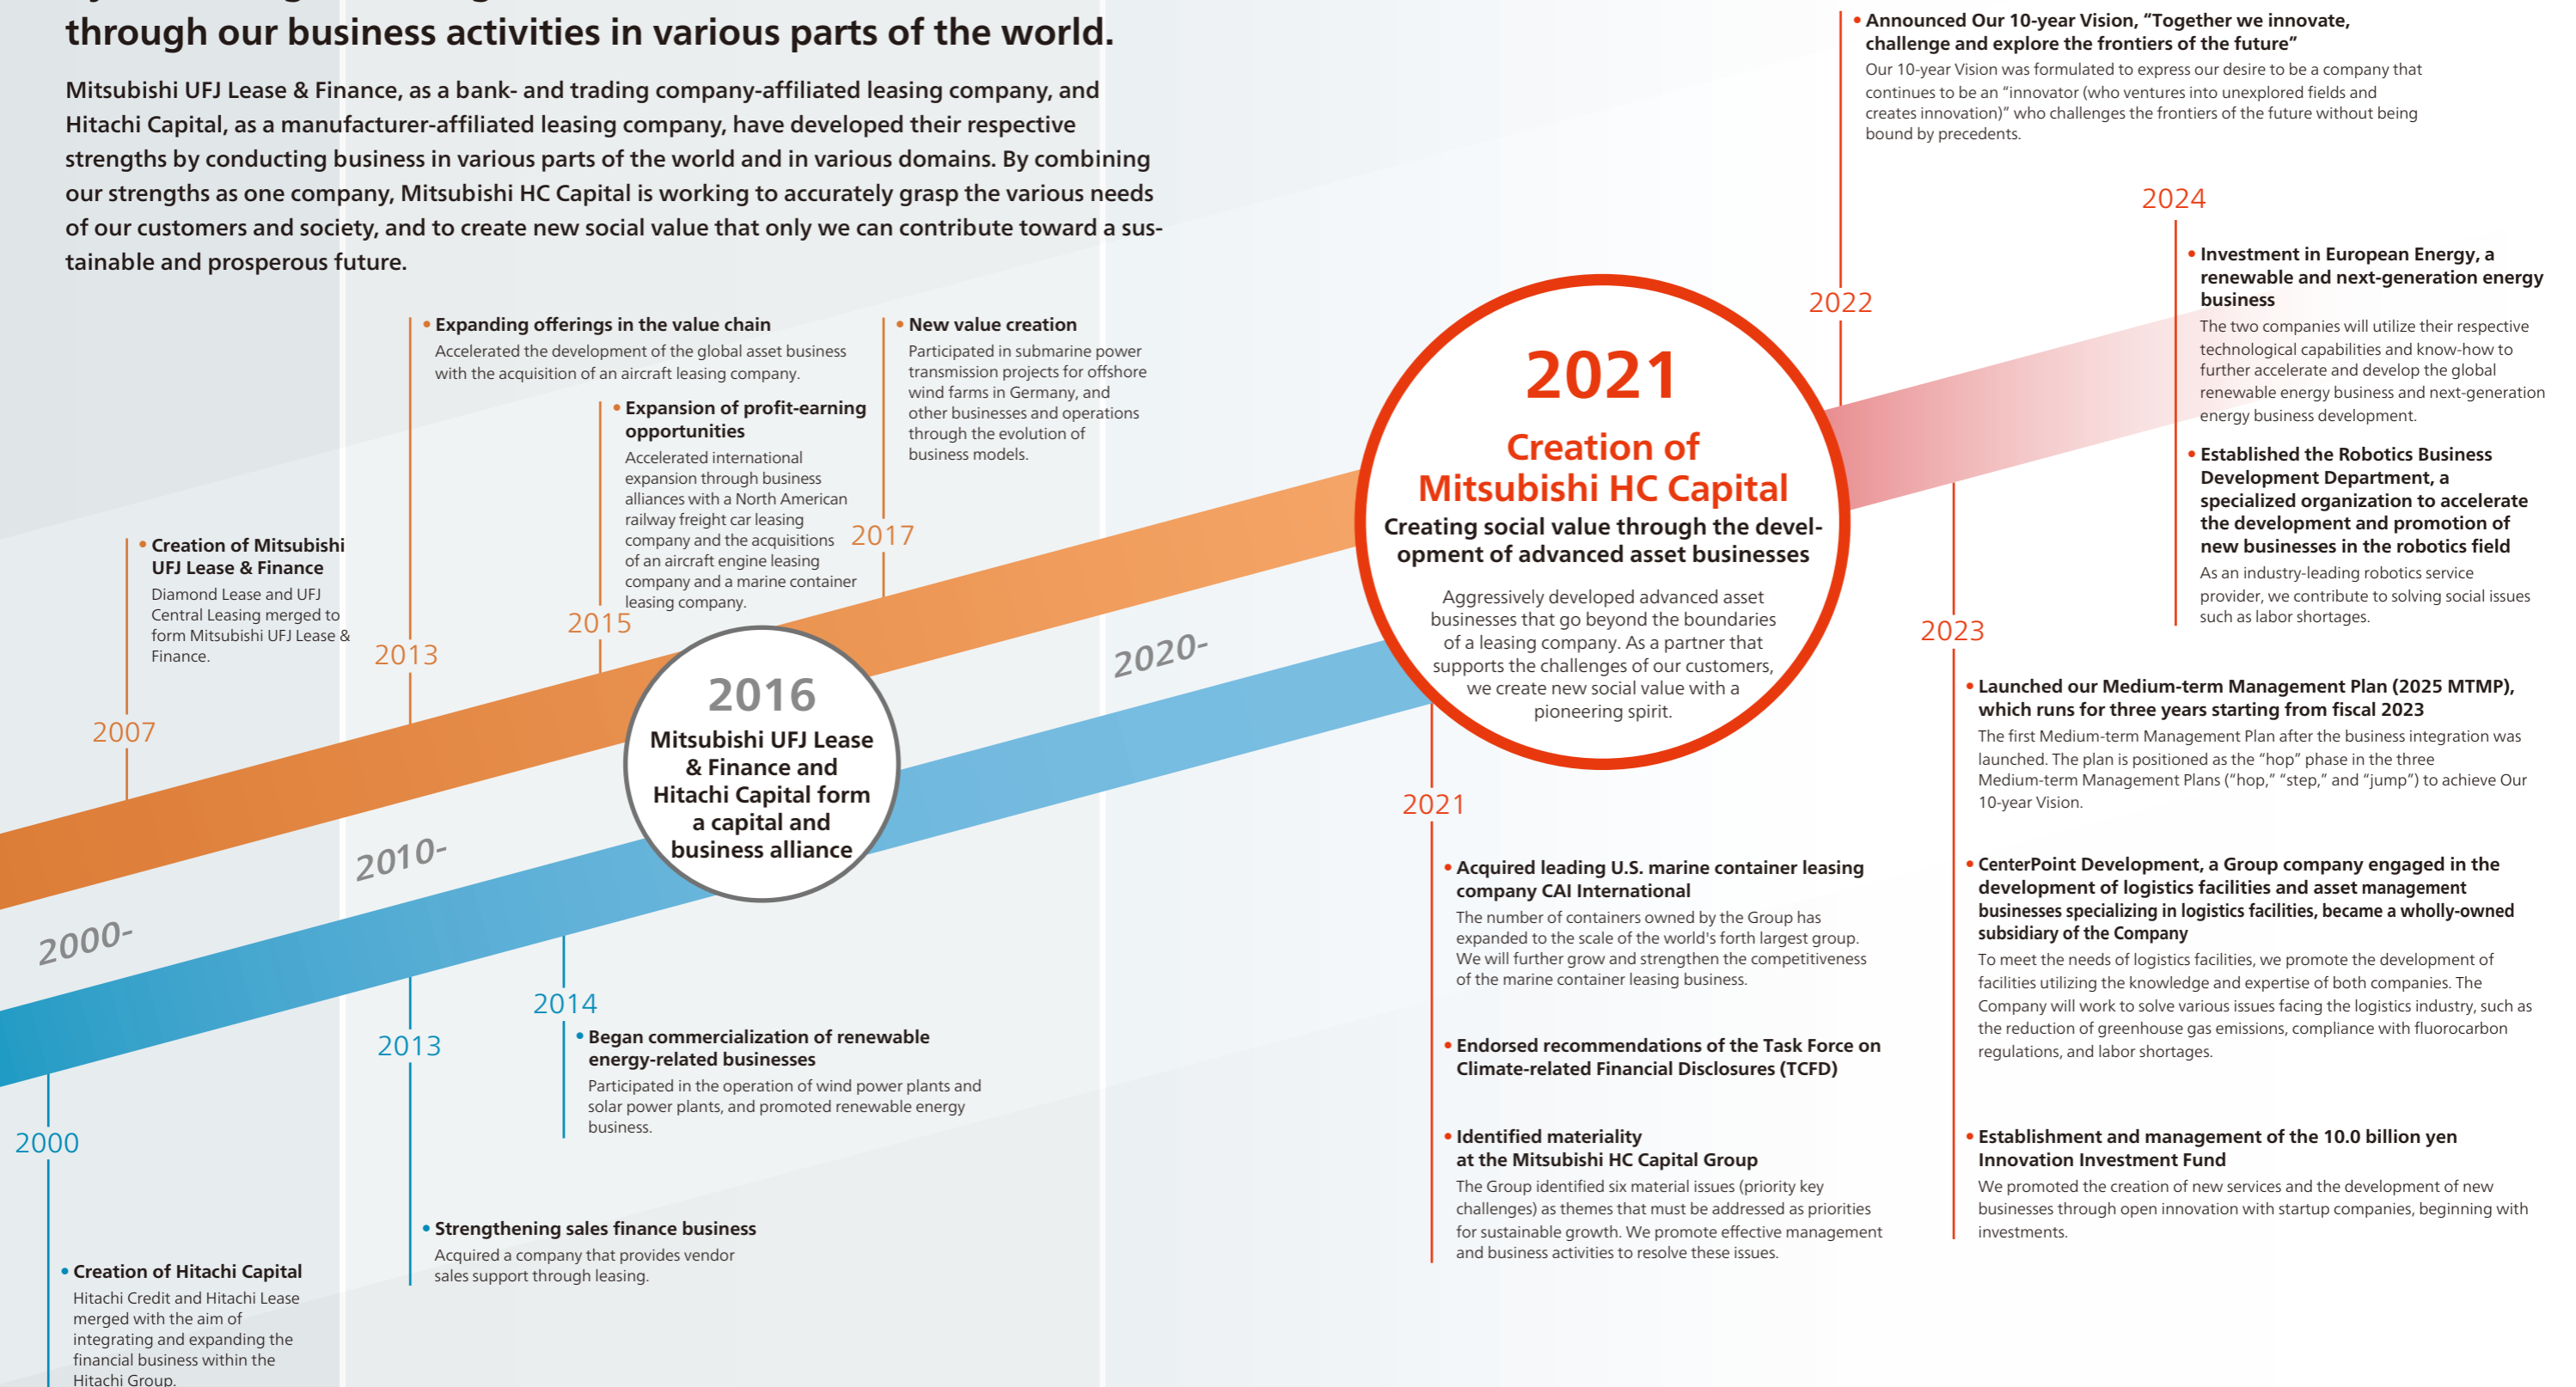 through our business activities in various parts of the world.
Mitsubishi UFJ Lease & Finance, as a bank- and trading company-affiliated leasing company, and
Hitachi Capital, as a manufacturer-affiliated leasing company, have developed their respective
strengths by conducting business in various parts of the world and in various domains. By combining
our strengths as one company, Mitsubishi HC Capital is working to accurately grasp the various needs
of our customers and society, and to create new social value that only we can contribute toward a sus-
tainable and prosperous future.
2007
• Creation of Mitsubishi
UFJ Lease & Finance
Diamond Lease and UFJ
Central Leasing merged to
form Mitsubishi UFJ Lease &
Finance.
2013
• Expanding offerings in the value chain
Accelerated the development of the global asset business
with the acquisition of an aircraft leasing company.
2015
• Expansion of profit-earning
opportunities
Accelerated international
expansion through business
alliances with a North American
railway freight car leasing
company and the acquisitions
of an aircraft engine leasing
company and a marine container
leasing company.
2017
• New value creation
Participated in submarine power
transmission projects for offshore
wind farms in Germany, and
other businesses and operations
through the evolution of
business models.
2000-
2010-
2020-
2016
Mitsubishi UFJ Lease
& Finance and
Hitachi Capital form
a capital and
business alliance
2000
• Creation of Hitachi Capital
Hitachi Credit and Hitachi Lease
merged with the aim of
integrating and expanding the
financial business within the
Hitachi Group.
2013
• Strengthening sales finance business
Acquired a company that provides vendor
sales support through leasing.
2014
• Began commercialization of renewable
energy-related businesses
Participated in the operation of wind power plants and
solar power plants, and promoted renewable energy
business.
2021
Creation of
Mitsubishi HC Capital
Creating social value through the devel-
opment of advanced asset businesses
Aggressively developed advanced asset
businesses that go beyond the boundaries
of a leasing company. As a partner that
supports the challenges of our customers,
we create new social value with a
pioneering spirit.
2021
• Acquired leading U.S. marine container leasing
company CAI International
The number of containers owned by the Group has
expanded to the scale of the world's forth largest group.
We will further grow and strengthen the competitiveness
of the marine container leasing business.
• Endorsed recommendations of the Task Force on
Climate-related Financial Disclosures (TCFD)
• Identified materiality
at the Mitsubishi HC Capital Group
The Group identified six material issues (priority key
challenges) as themes that must be addressed as priorities
for sustainable growth. We promote effective management
and business activities to resolve these issues.
2022
• Announced Our 10-year Vision, “Together we innovate,
challenge and explore the frontiers of the future”
Our 10-year Vision was formulated to express our desire to be a company that
continues to be an “innovator (who ventures into unexplored fields and
creates innovation)” who challenges the frontiers of the future without being
bound by precedents.
2023
• Launched our Medium-term Management Plan (2025 MTMP),
which runs for three years starting from fiscal 2023
The first Medium-term Management Plan after the business integration was
launched. The plan is positioned as the “hop” phase in the three
Medium-term Management Plans (“hop,” “step,” and “jump”) to achieve Our
10-year Vision.
• CenterPoint Development, a Group company engaged in the
development of logistics facilities and asset management
businesses specializing in logistics facilities, became a wholly-owned
subsidiary of the Company
To meet the needs of logistics facilities, we promote the development of
facilities utilizing the knowledge and expertise of both companies. The
Company will work to solve various issues facing the logistics industry, such as
the reduction of greenhouse gas emissions, compliance with fluorocarbon
regulations, and labor shortages.
• Establishment and management of the 10.0 billion yen
Innovation Investment Fund
We promoted the creation of new services and the development of new
businesses through open innovation with startup companies, beginning with
investments.
2024
• Investment in European Energy, a
renewable and next-generation energy
business
The two companies will utilize their respective
technological capabilities and know-how to
further accelerate and develop the global
renewable energy business and next-generation
energy business development.
• Established the Robotics Business
Development Department, a
specialized organization to accelerate
the development and promotion of
new businesses in the robotics field
As an industry-leading robotics service
provider, we contribute to solving social issues
such as labor shortages.